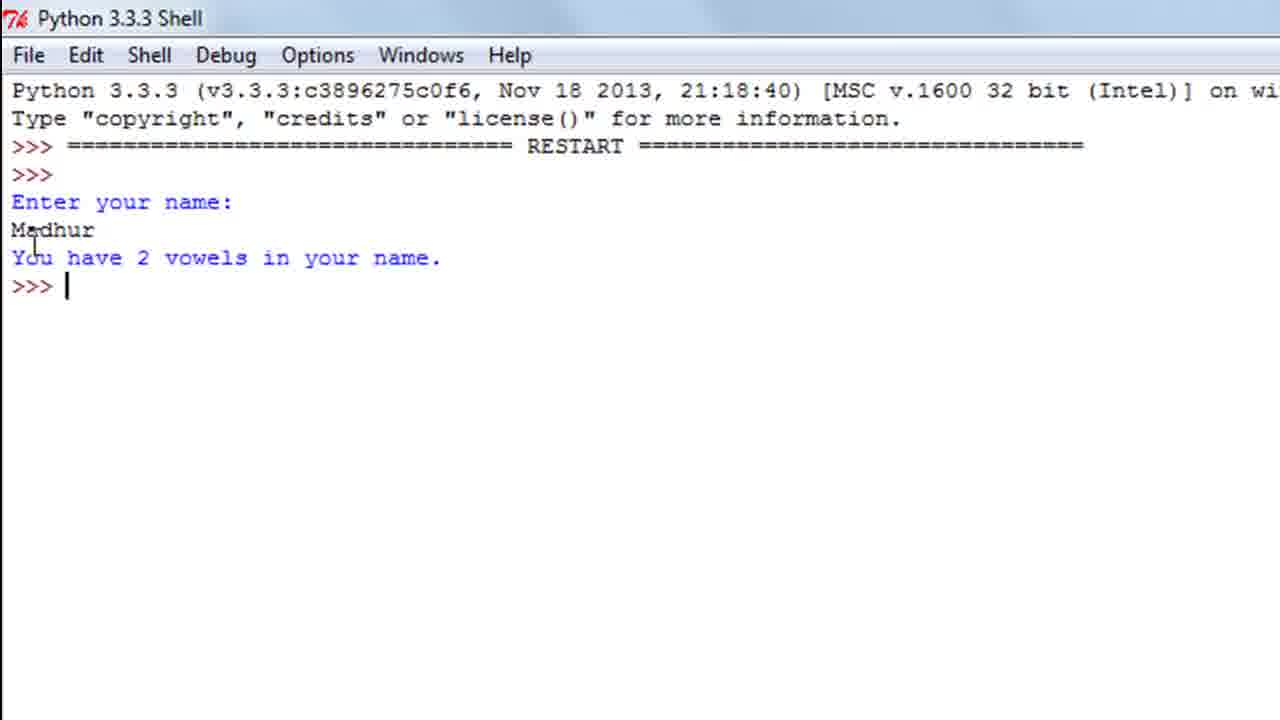 Python 3.3.3 Shell
File Edit Shell Debug Options Windows Help
Python 3.3.3 (v3.3.3:c3896275c0f6, Nov 18 2013, 21:18:40) [MSC v.1600 32 bit (Intel)] on wi
Type "copyright", "credits" or "license()" for more information.
>>> ================================ RESTART ================================
>>>
Enter your name:
Madhur
You have 2 vowels in your name.
>>>